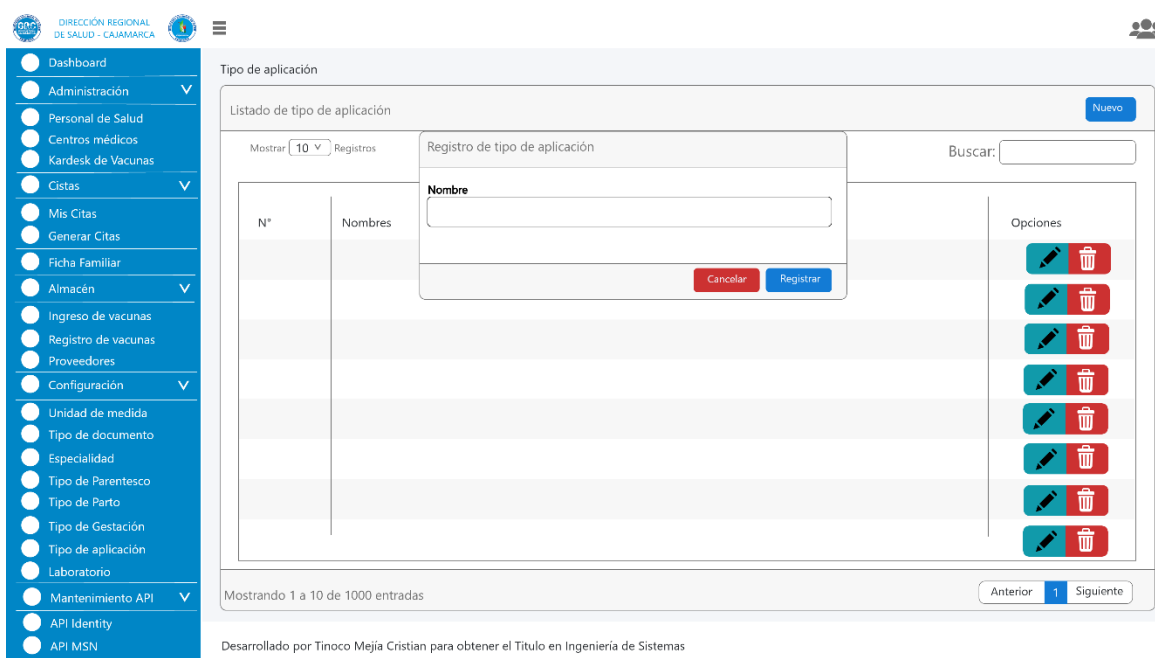 DIRECCIÓN REGIONAL
DE SALUD - CAJAMARCA
Dashboard
Administración
Personal de Salud
Centros médicos
Kardesk de Vacunas
Cistas
Mis Citas
Generar Citas
Ficha Familiar
Almacén
Ingreso de vacunas
Registro de vacunas
Proveedores
Configuración
Unidad de medida
Tipo de documento
Especialidad
Tipo de Parentesco
Tipo de Parto
Tipo de Gestación
Tipo de aplicación
Laboratorio
Mantenimiento API
API Identity
API MSN
Tipo de aplicación
Listado de tipo de aplicación
Nuevo
Mostrar 10 Registros
Buscar:
Registro de tipo de aplicación
Nombre
Cancelar Registrar
N° Nombres Opciones
Mostrando 1 a 10 de 1000 entradas
Anterior 1 Siguiente
Desarrollado por Tinoco Mejía Cristian para obtener el Titulo en Ingeniería de Sistemas